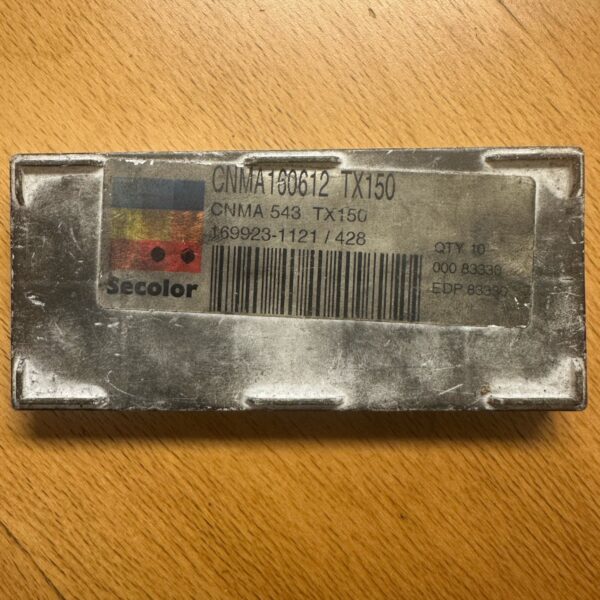 CNMA160612 TX150
CNMA 543 TX150
169923-1121 / 428
QTY 10
000 83330
EDP 83330
Secolor